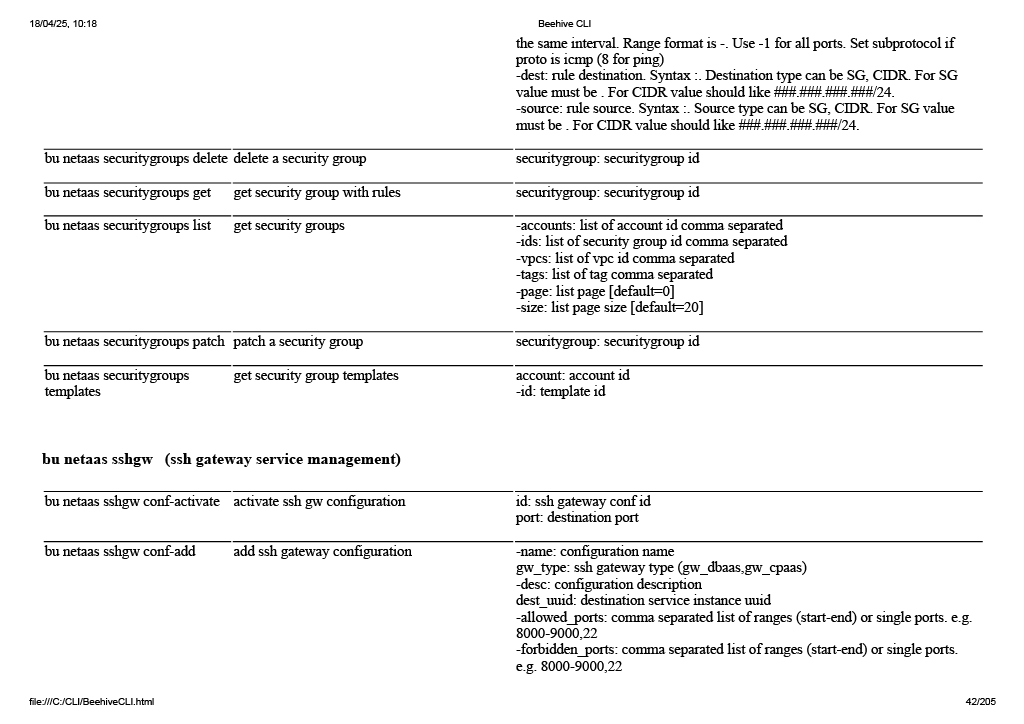 18/04/25, 10:18 Beehive CLI
the same interval. Range format is -. Use -1 for all ports. Set subprotocol if
proto is icmp (8 for ping)
-dest: rule destination. Syntax :. Destination type can be SG, CIDR. For SG
value must be . For CIDR value should like ###.###.###.###/24.
-source: rule source. Syntax :. Source type can be SG, CIDR. For SG value
must be . For CIDR value should like ###.###.###.###/24.
bu netaas securitygroups delete delete a security group securitygroup: securitygroup id
bu netaas securitygroups get get security group with rules securitygroup: securitygroup id
bu netaas securitygroups list get security groups -accounts: list of account id comma separated
-ids: list of security group id comma separated
-vpcs: list of vpc id comma separated
-tags: list of tag comma separated
-page: list page [default=0]
-size: list page size [default=20]
bu netaas securitygroups patch patch a security group securitygroup: securitygroup id
bu netaas securitygroups get security group templates account: account id
templates -id: template id
bu netaas sshgw (ssh gateway service management)
bu netaas sshgw conf-activate activate ssh gw configuration id: ssh gateway conf id
port: destination port
bu netaas sshgw conf-add add ssh gateway configuration -name: configuration name
gw_type: ssh gateway type (gw_dbaas,gw_cpaas)
-desc: configuration description
dest_uuid: destination service instance uuid
-allowed_ports: comma separated list of ranges (start-end) or single ports. e.g.
8000-9000,22
-forbidden_ports: comma separated list of ranges (start-end) or single ports.
e.g. 8000-9000,22
file:///C:/CLI/BeehiveCLI.html 42/205